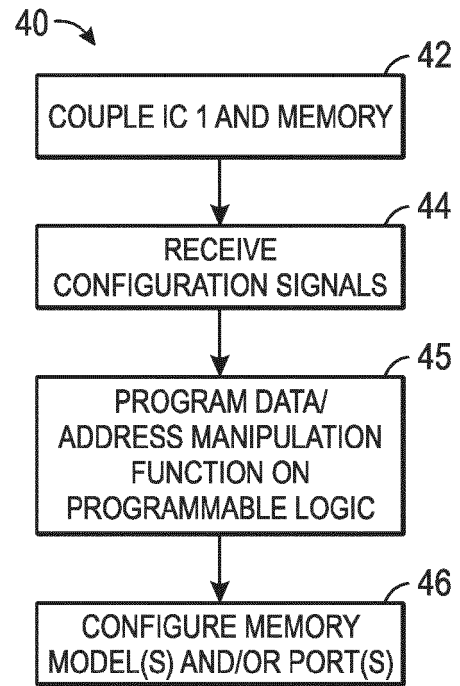 40
42
COUPLE IC 1 AND MEMORY
44
RECEIVE
CONFIGURATION SIGNALS
45
PROGRAM DATA/
ADDRESS MANIPULATION
FUNCTION ON
PROGRAMMABLE LOGIC
46
CONFIGURE MEMORY
MODEL(S) AND/OR PORT(S)